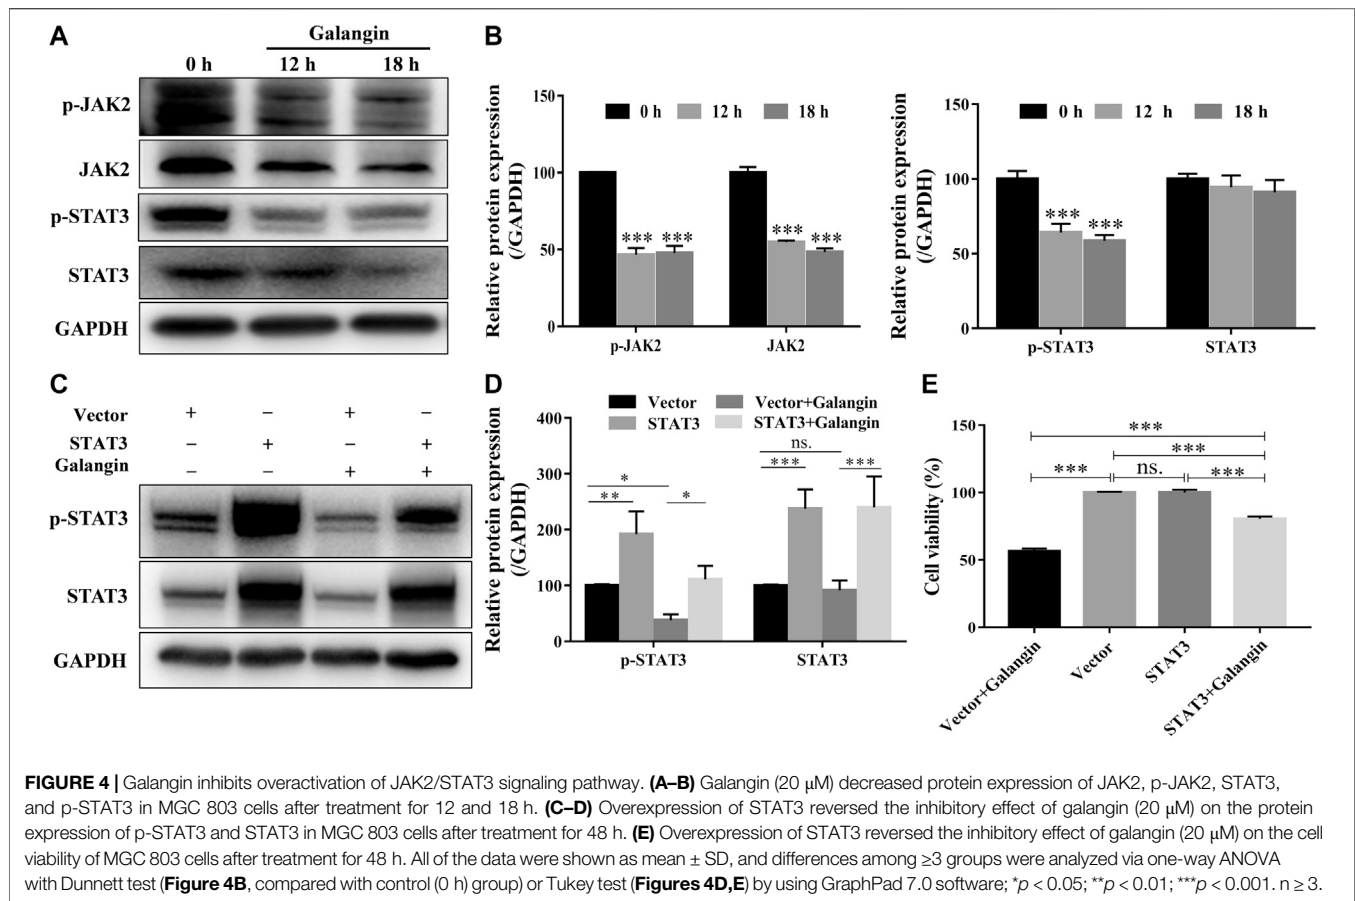 A
Galangin
0 h 12 h 18 h
p-JAK2
JAK2
p-STAT3
STAT3
GAPDH
B
Relative protein expression
(/GAPDH)
150
100
50
0
0 h 12 h 18 h
*** ***
*** ***
p-JAK2 JAK2
Relative protein expression
(/GAPDH)
150
100
50
0
0 h 12 h 18 h
*** ***
p-STAT3 STAT3
C
Vector + − + −
STAT3 − + − +
Galangin − − + +
p-STAT3
STAT3
GAPDH
D
Relative protein expression
(/GAPDH)
400
300
200
100
0
Vector Vector+Galangin
STAT3 STAT3+Galangin
*
** *
ns.
*** ***
p-STAT3 STAT3
E
Cell viability (%)
150
100
50
0
***
***
*** ns. ***
Vector+Galangin
Vector
STAT3
STAT3+Galangin
FIGURE 4 | Galangin inhibits overactivation of JAK2/STAT3 signaling pathway. (A–B) Galangin (20 μM) decreased protein expression of JAK2, p-JAK2, STAT3,
and p-STAT3 in MGC 803 cells after treatment for 12 and 18 h. (C–D) Overexpression of STAT3 reversed the inhibitory effect of galangin (20 μM) on the protein
expression of p-STAT3 and STAT3 in MGC 803 cells after treatment for 48 h. (E) Overexpression of STAT3 reversed the inhibitory effect of galangin (20 μM) on the cell
viability of MGC 803 cells after treatment for 48 h. All of the data were shown as mean ± SD, and differences among ≥3 groups were analyzed via one-way ANOVA
with Dunnett test (Figure 4B, compared with control (0 h) group) or Tukey test (Figures 4D,E) by using GraphPad 7.0 software; *p < 0.05; **p < 0.01; ***p < 0.001. n ≥ 3.